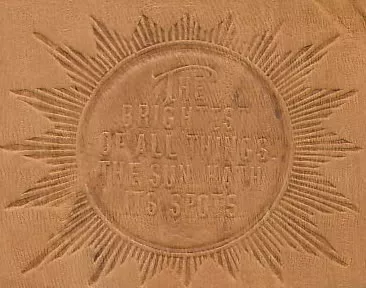 THE
BRIGHTEST
OF ALL THINGS
THE SUN HATH
ITS SPOTS